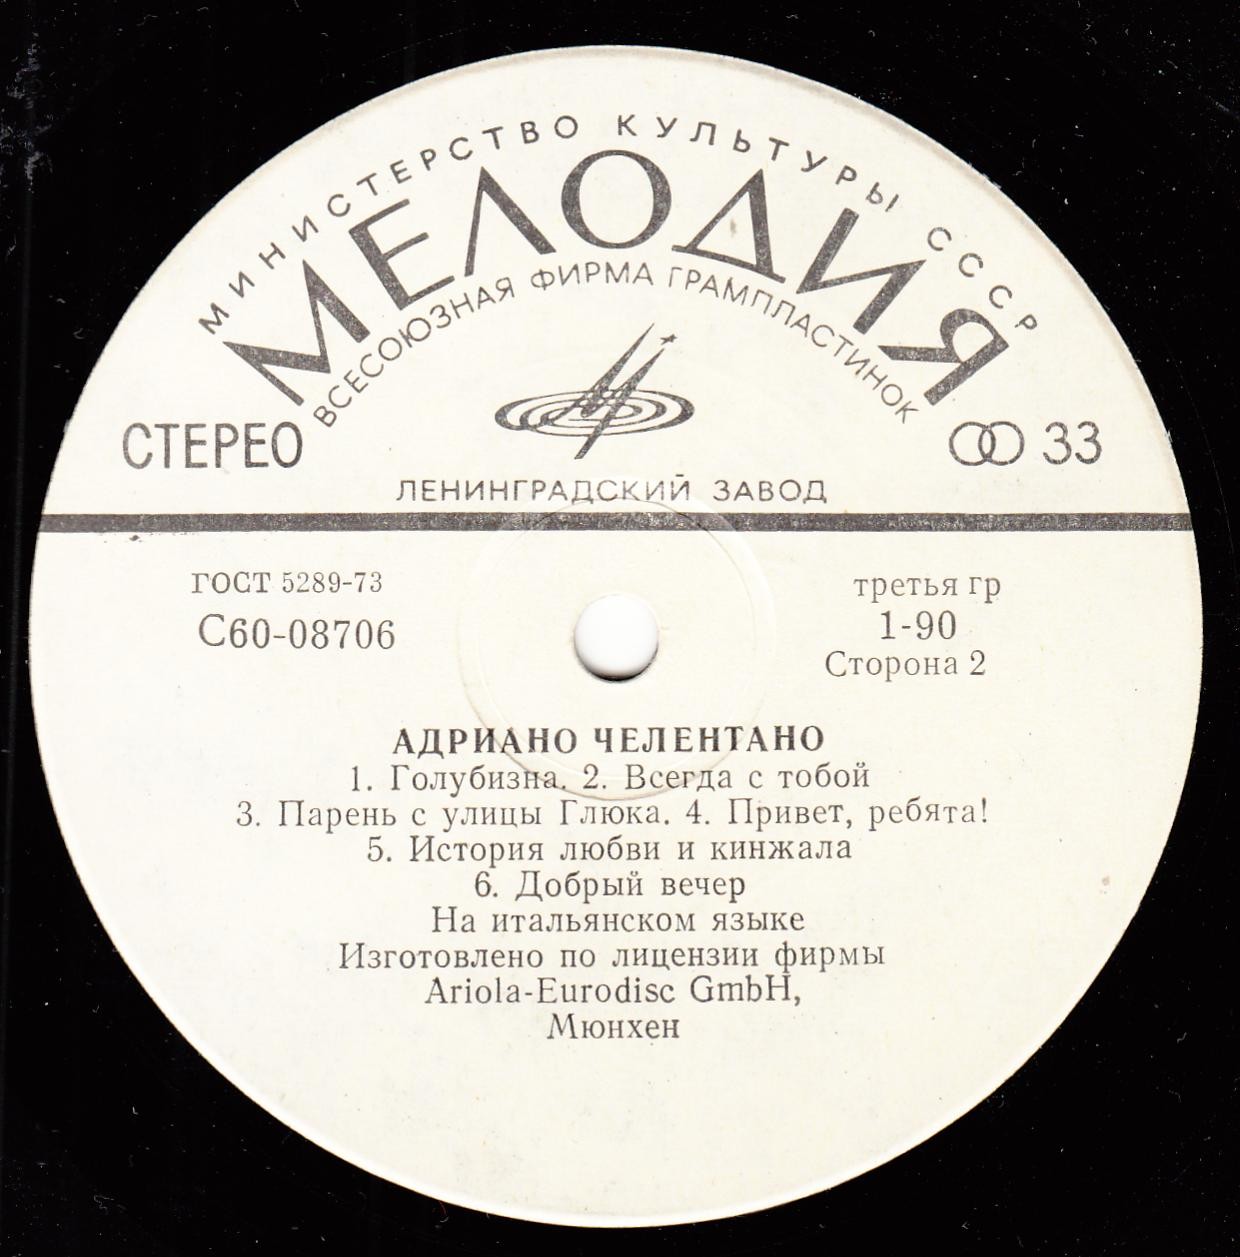 МИНИСТЕРСТВО КУЛЬТУРЫ СССР
МЕЛОДИЯ
ВСЕСОЮЗНАЯ ФИРМА ГРАМПЛАСТИНОК
СТЕРЕО
33
ЛЕНИНГРАДСКИЙ ЗАВОД
ГОСТ 5289-73
третья гр
С60-08706
1-90
Сторона 2
АДРИАНО ЧЕЛЕНТАНО
1. Голубизна. 2. Всегда с тобой
3. Парень с улицы Глюка. 4. Привет, ребята!
5. История любви и кинжала
6. Добрый вечер
На итальянском языке
Изготовлено по лицензии фирмы
Ariola-Eurodisc GmbH,
Мюнхен